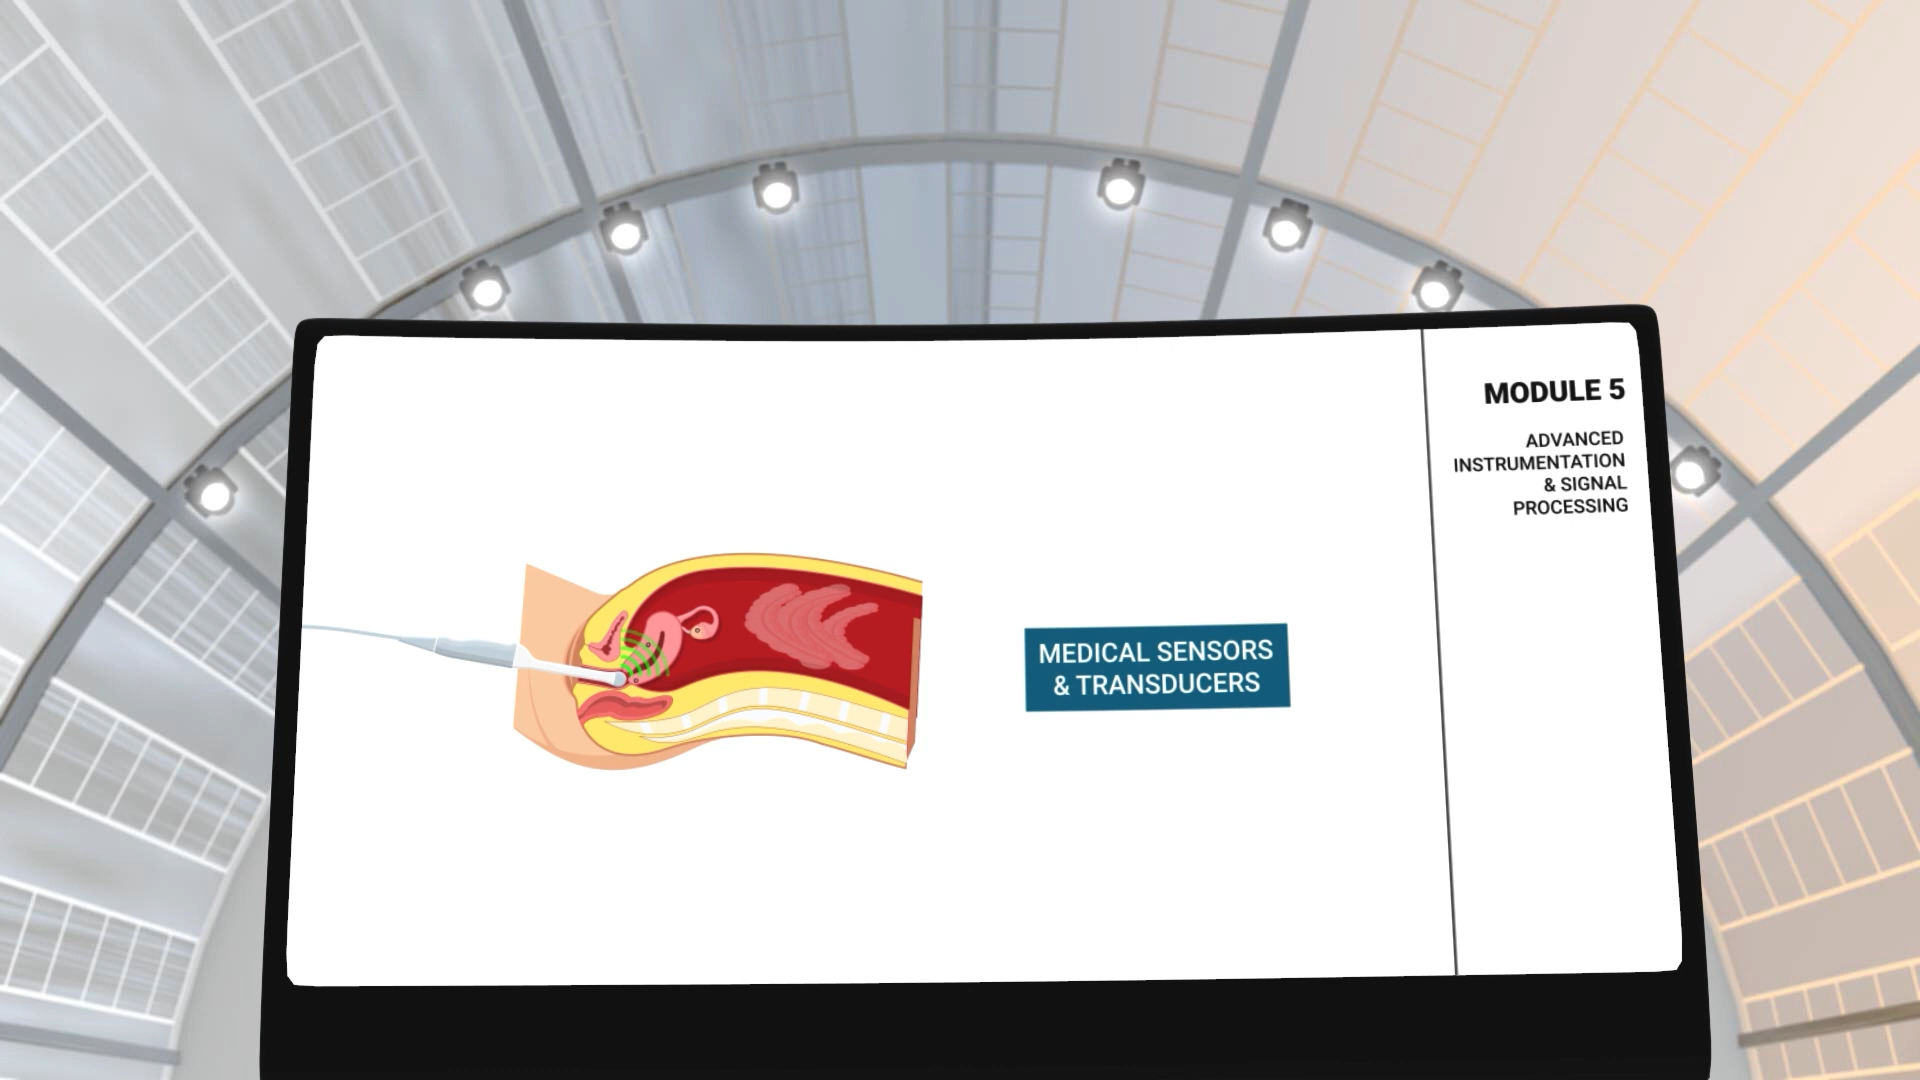 MODULE 5
ADVANCED
INSTRUMENTATION
& SIGNAL
PROCESSING
MEDICAL SENSORS
& TRANSDUCERS